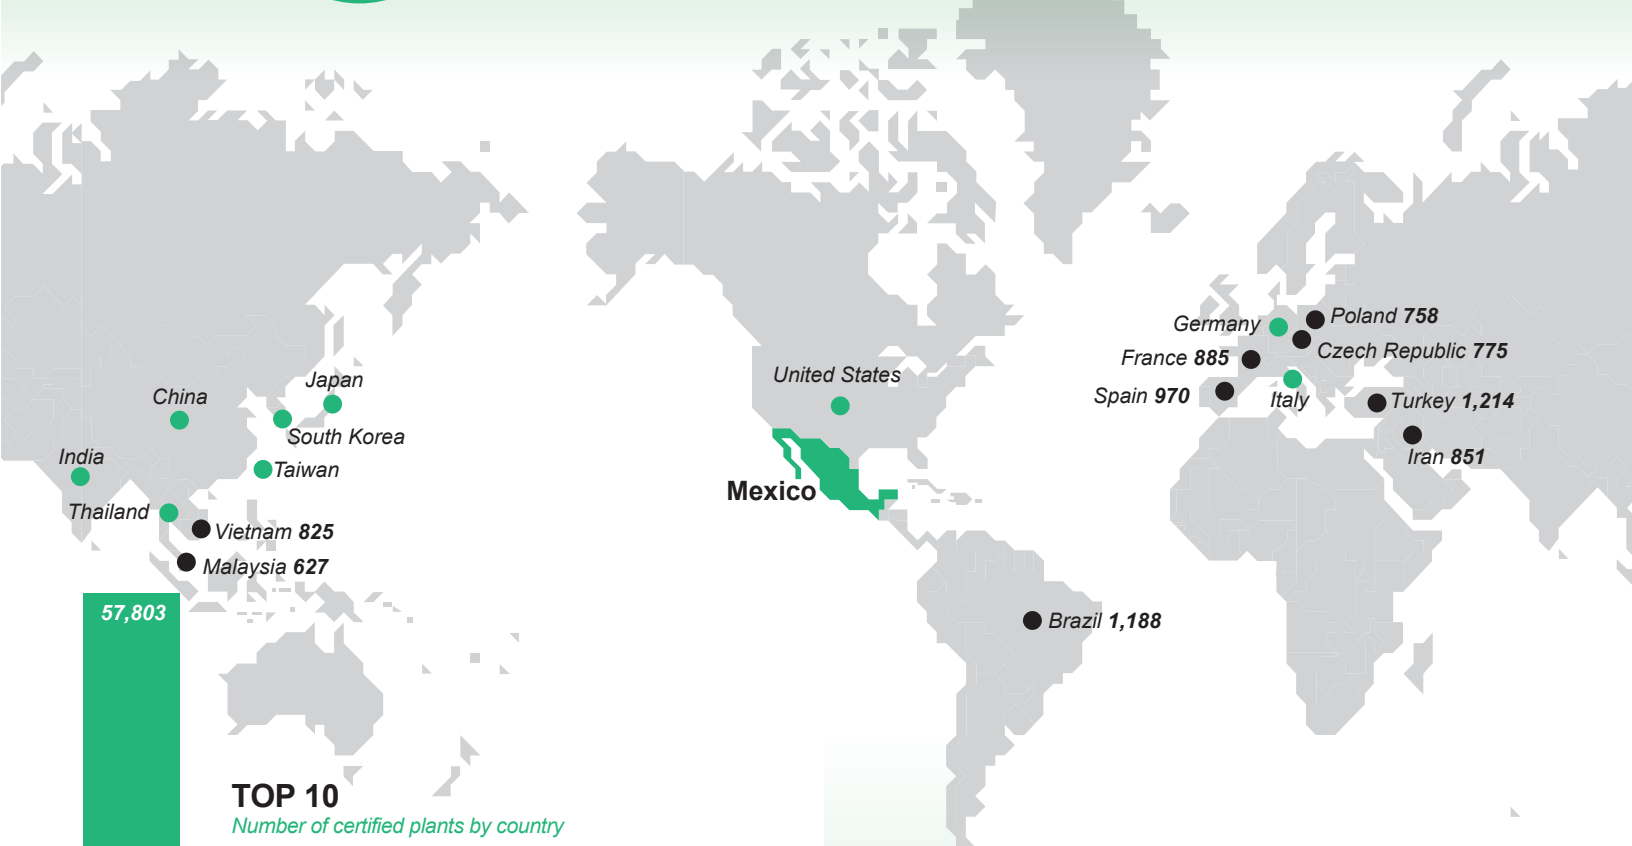 China
Japan
South Korea
India
Taiwan
Thailand
Vietnam 825
Malaysia 627
57,803
TOP 10
Number of certified plants by country
United States
Mexico
Brazil 1,188
Germany
Poland 758
France 885
Czech Republic 775
Spain 970
Italy
Turkey 1,214
Iran 851